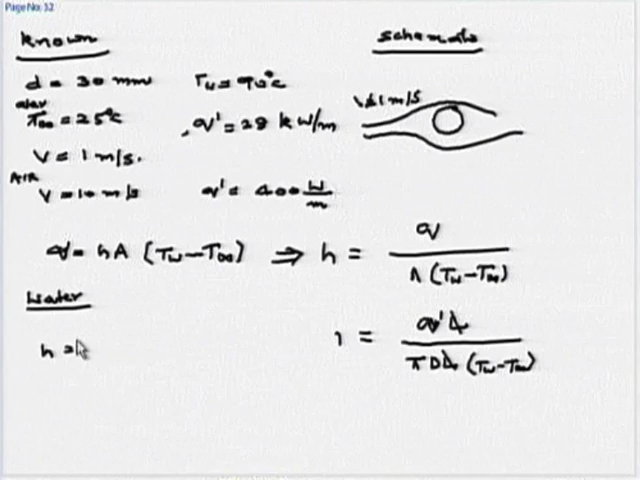 Page No: 32
Known
Schematic
d = 30 mm Tw = 90°C
Water
T∞ = 25°C q' = 28 kW/m V=1 m/s
V = 1 m/s.
AIR
V = 10 m/s q' = 400 W/m
q = hA (Tw - T∞) ⇒ h = q / A (Tw - T∞)
Water
h = = q'L / πDL (Tw - T∞)